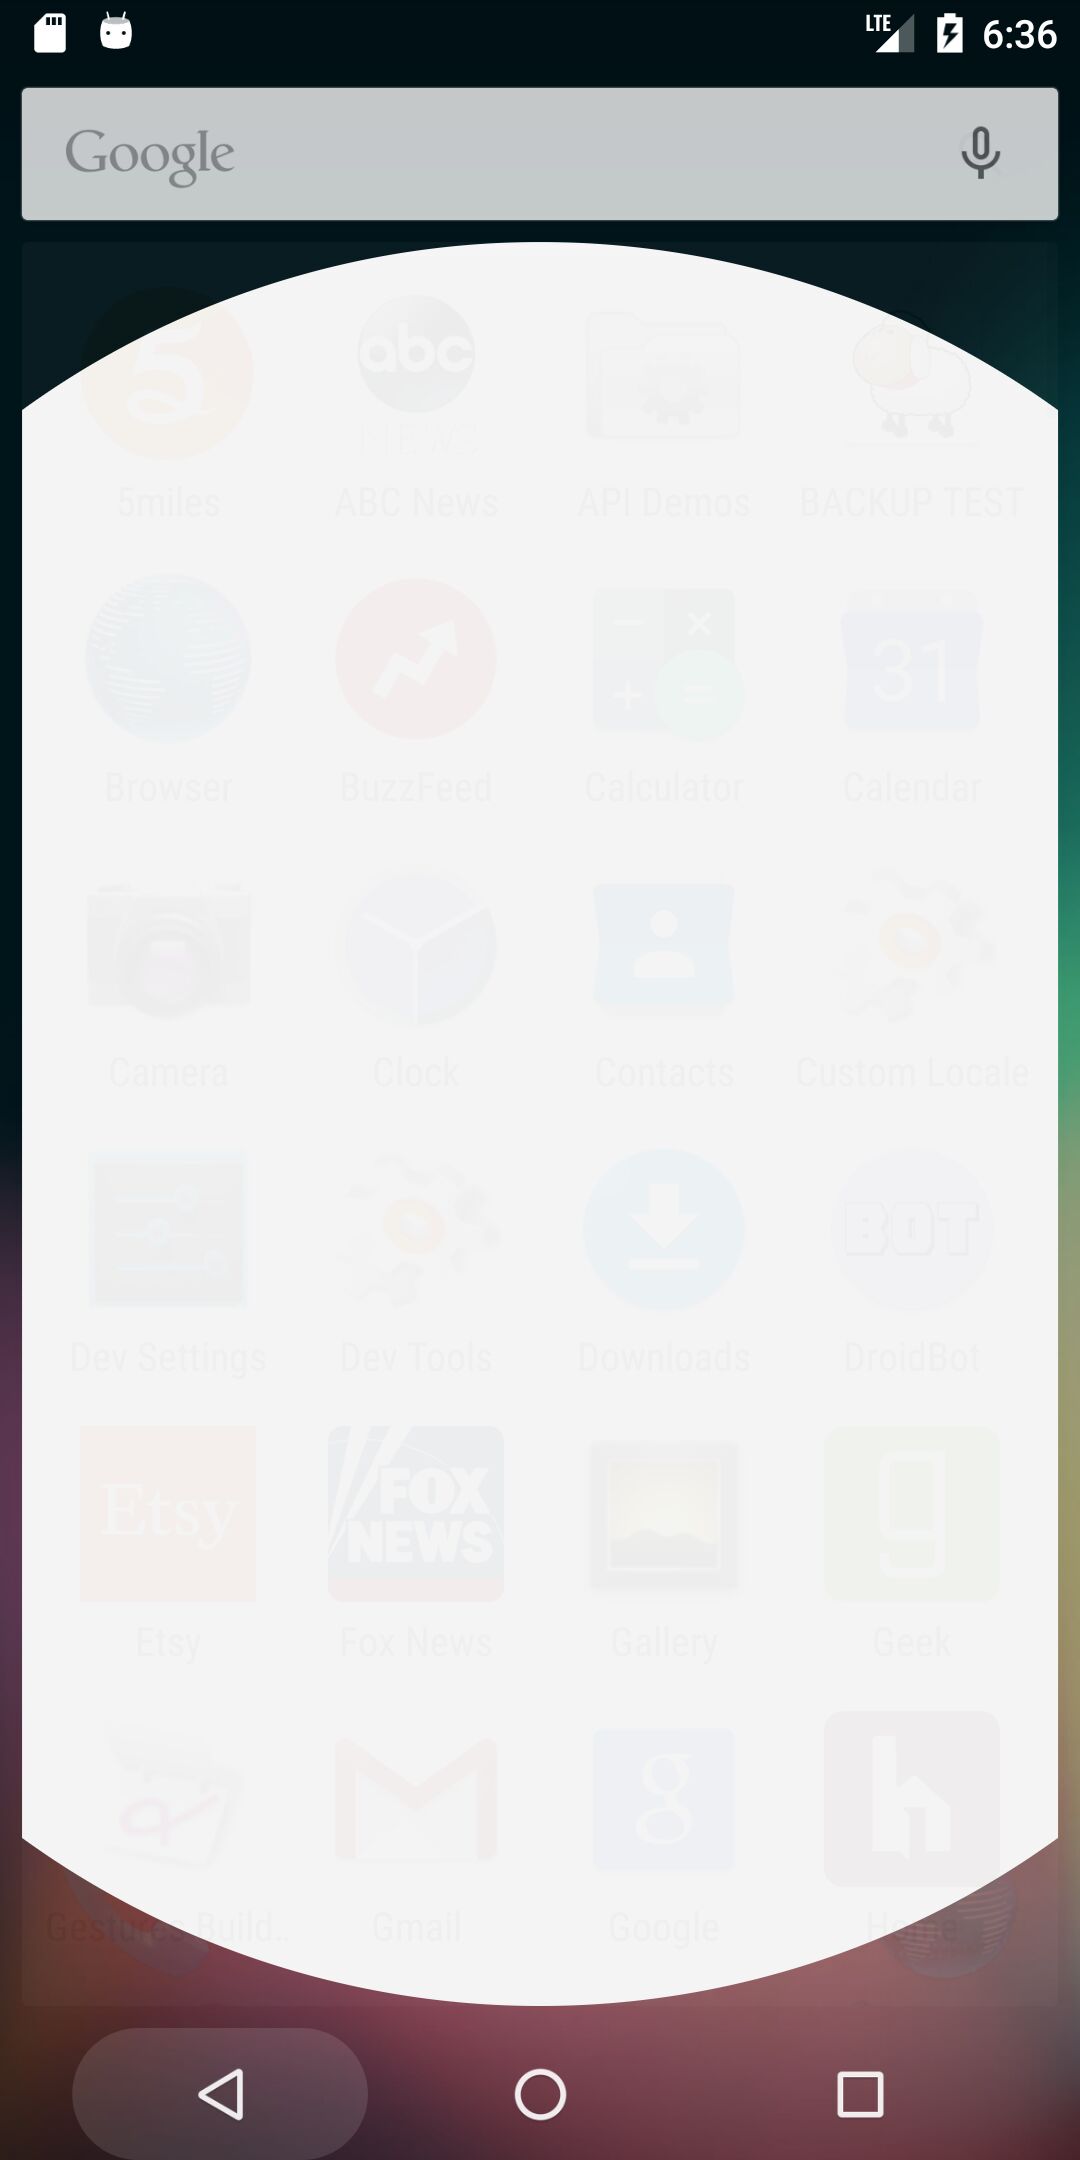 LTE 6:36
Google
5
abc
NEWS
5miles ABC News API Demos BACKUP TEST
31
Browser BuzzFeed Calculator Calendar
Camera Clock Contacts Custom Locale
BOT
Dev Settings Dev Tools Downloads DroidBot
Etsy FOX NEWS g
Etsy Fox News Gallery Geek
g h
Gestures Build… Gmail Google Home